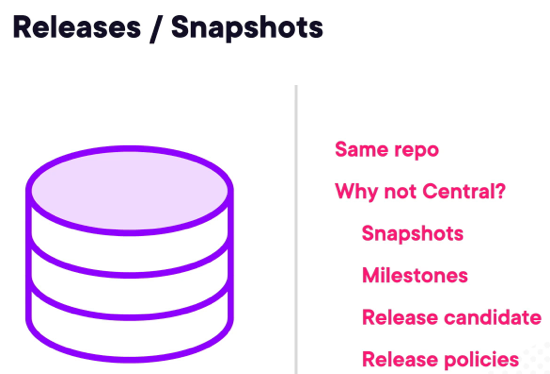 Releases / Snapshots
Same repo
Why not Central?
Snapshots
Milestones
Release candidate
Release policies